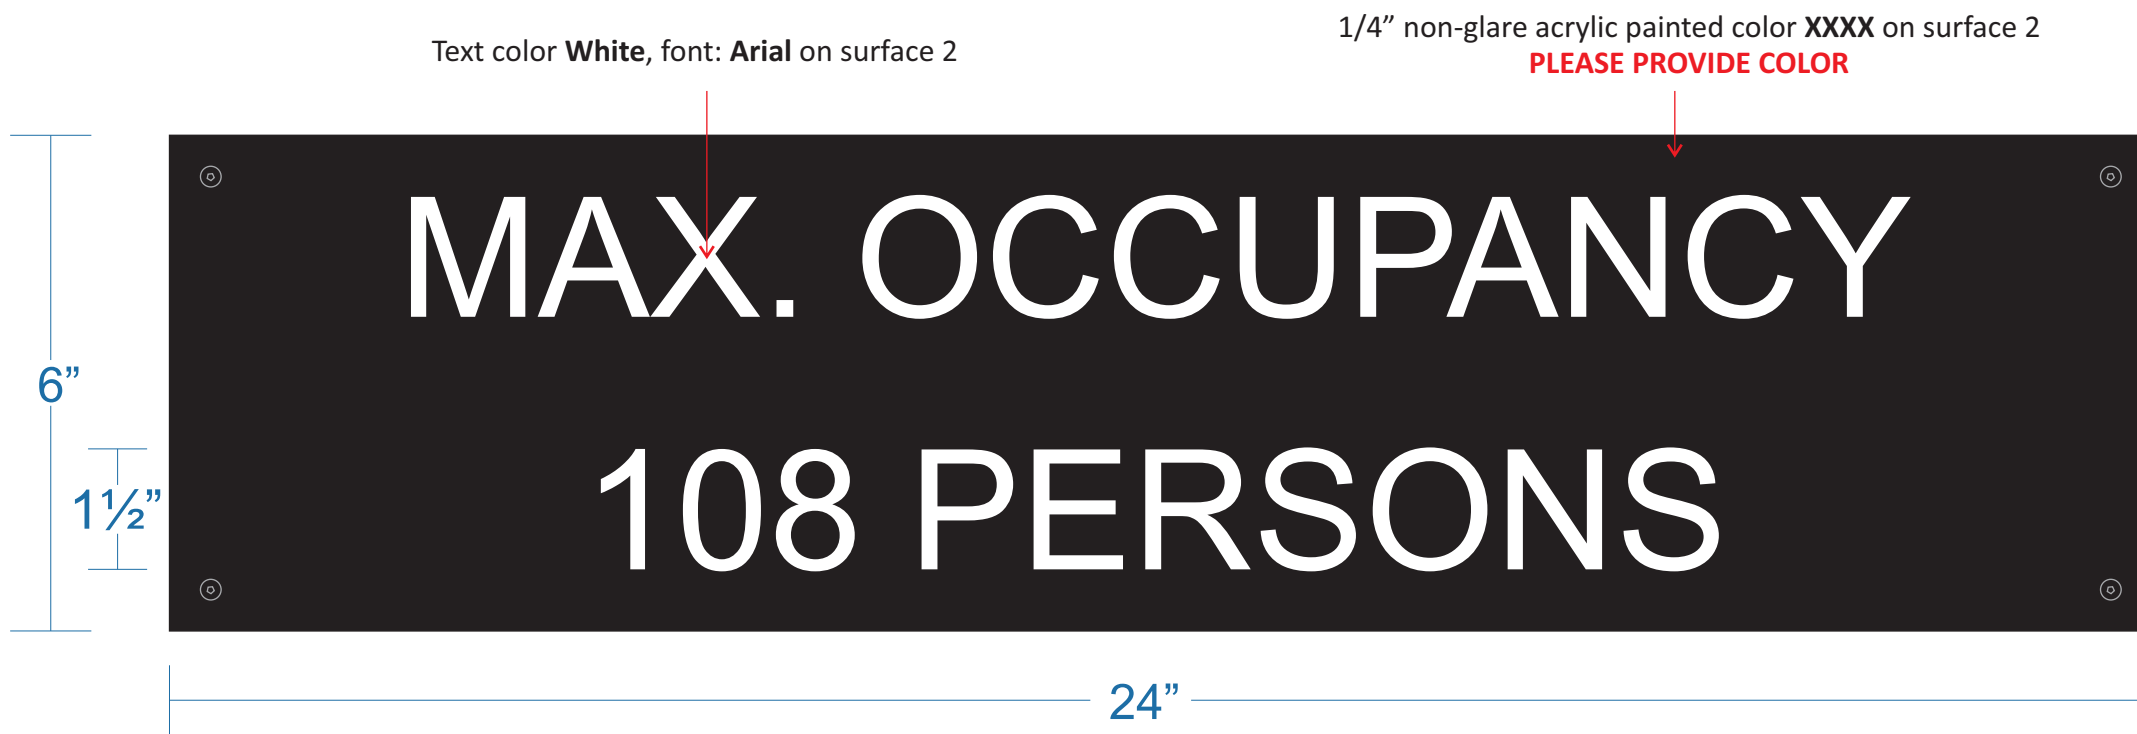 Text color White, font: Arial on surface 2
1/4” non-glare acrylic painted color XXXX on surface 2
PLEASE PROVIDE COLOR
MAX. OCCUPANCY
6”
108 PERSONS
1½”
24”